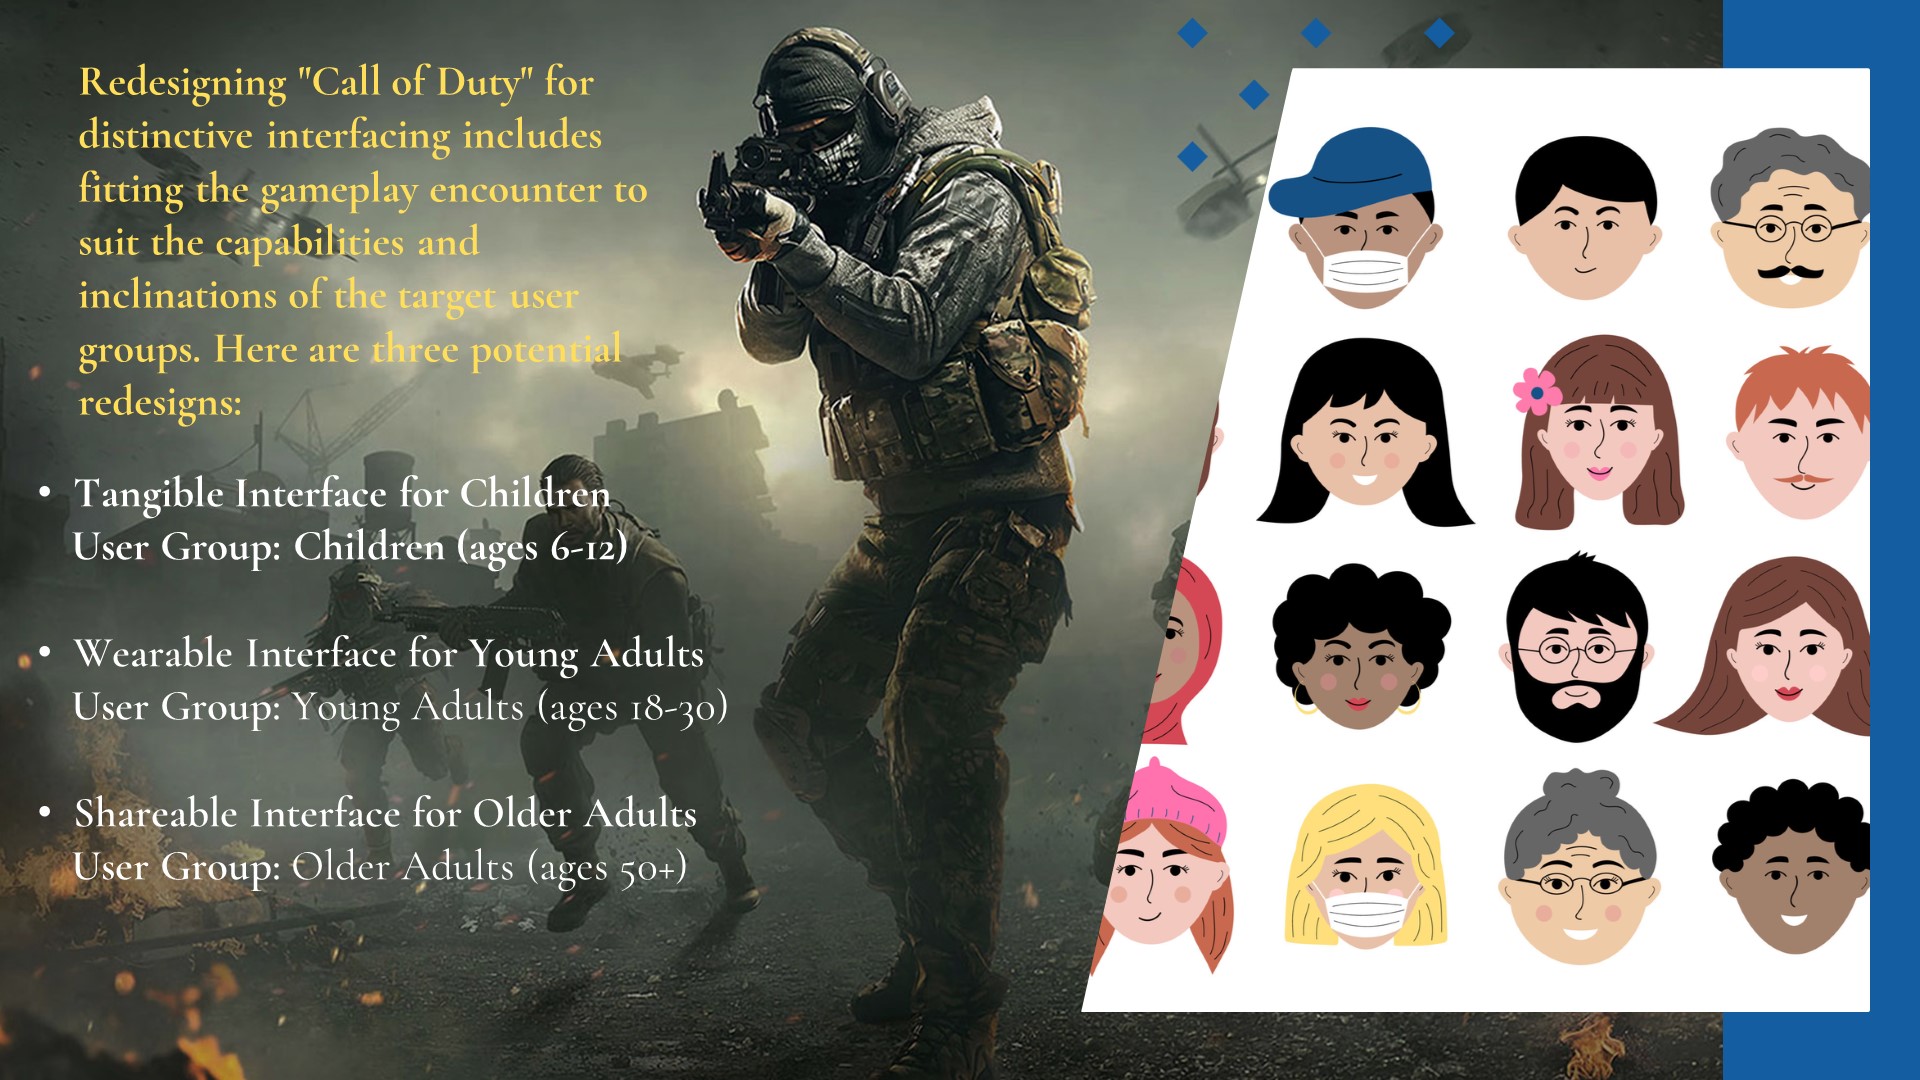 Redesigning "Call of Duty" for
distinctive interfacing includes
fitting the gameplay encounter to
suit the capabilities and
inclinations of the target user
groups. Here are three potential
redesigns:
• Tangible Interface for Children
User Group: Children (ages 6-12)
• Wearable Interface for Young Adults
User Group: Young Adults (ages 18-30)
• Shareable Interface for Older Adults
User Group: Older Adults (ages 50+)